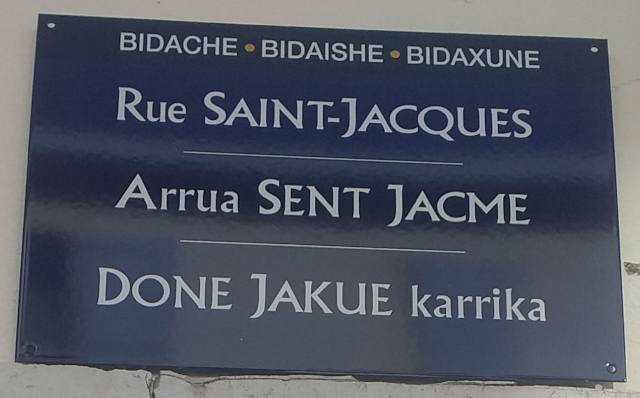 BIDACHE • BIDAISHE • BIDAXUNE
Rue SAINT-JACQUES
Arrua SENT JACME
DONE JAKUE karrika